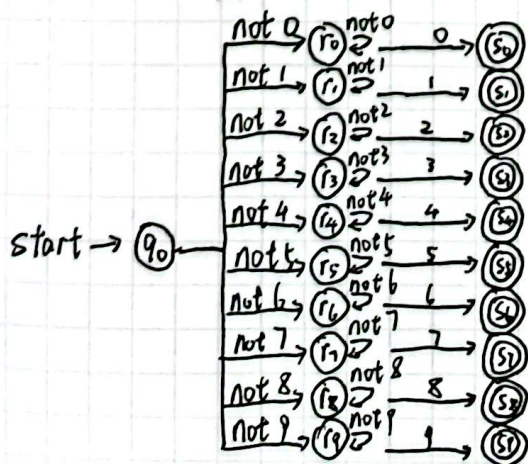 not 0 r0 not 0 0 s0
not 1 r1 not 1 1 s1
not 2 r2 not 2 2 s2
not 3 r3 not 3 3 s3
not 4 r4 not 4 4 s4
start q0
not 5 r5 not 5 5 s5
not 6 r6 not 6 6 s6
not 7 r7 not 7 7 s7
not 8 r8 not 8 8 s8
not 9 r9 not 9 9 s9